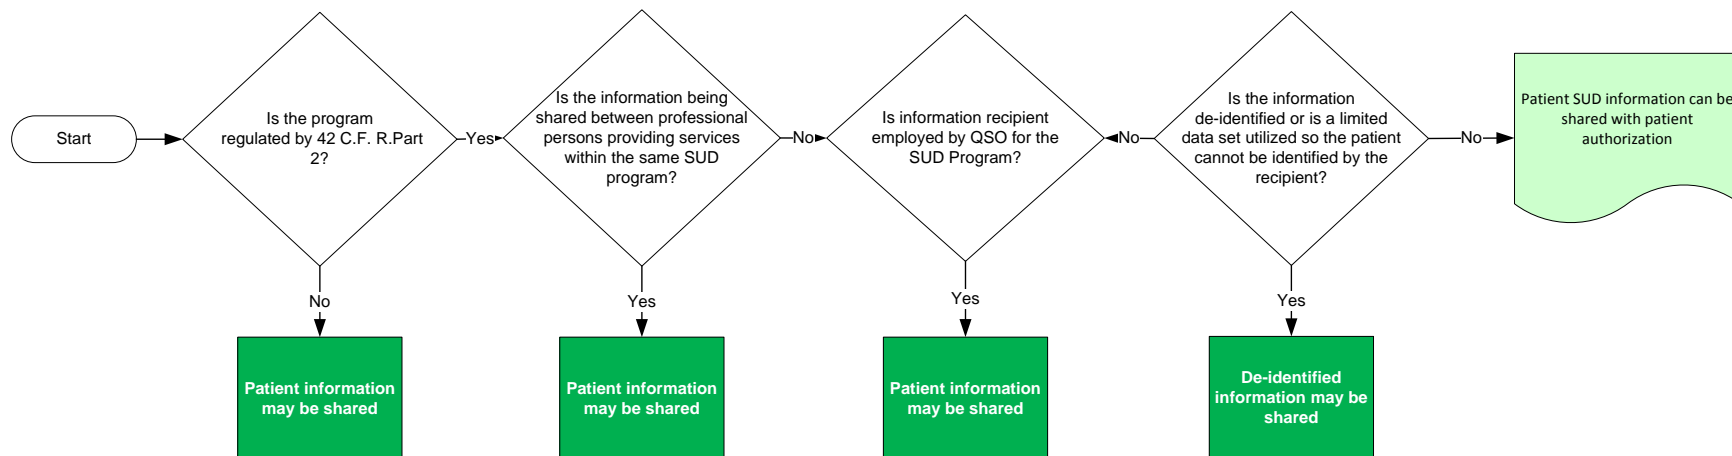 Start
Is the program
regulated by 42 C.F. R.Part
2?
Yes
No
Patient information
may be shared
Is the information being
shared between professional
persons providing services
within the same SUD
program?
No
Yes
Patient information
may be shared
Is information recipient
employed by QSO for the
SUD Program?
No
Yes
Patient information
may be shared
Is the
information
de-identified or is a limited
data set utilized so the patient
cannot be identified by the
recipient?
No
Yes
De-identified
information may be
shared
Patient SUD information can be
shared with patient
authorization